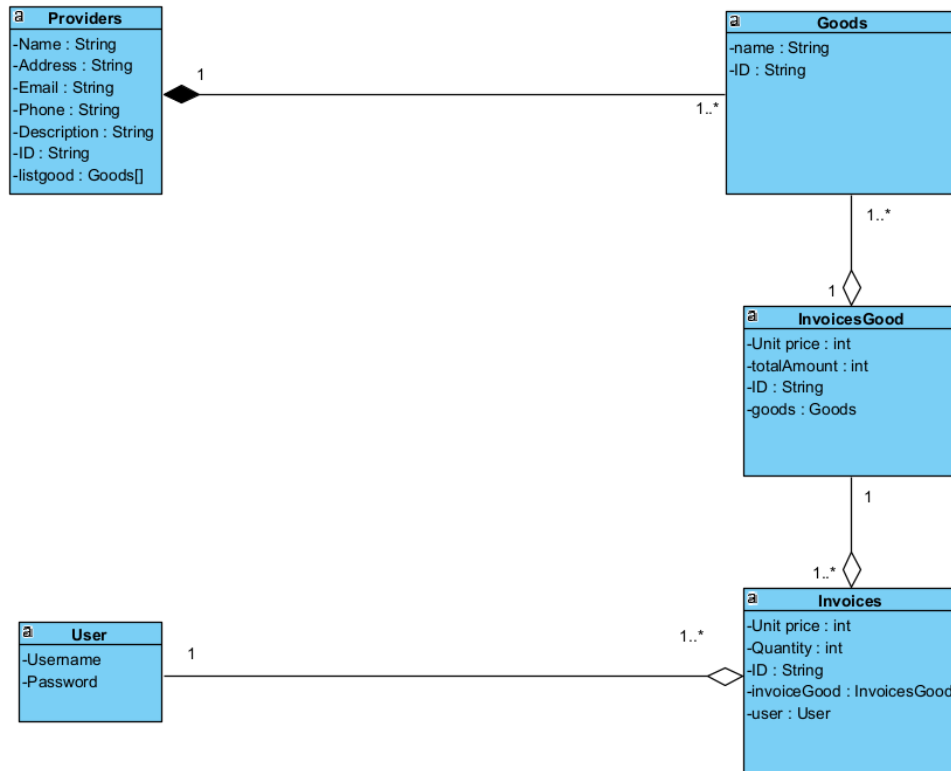 a
Providers
-Name : String
-Address : String
-Email : String
-Phone : String
-Description : String
-ID : String
-listgood : Goods[]
1
1..*
a
Goods
-name : String
-ID : String
1..*
1
a
InvoicesGood
-Unit price : int
-totalAmount : int
-ID : String
-goods : Goods
1
1..*
a
Invoices
-Unit price : int
-Quantity : int
-ID : String
-invoiceGood : InvoicesGood
-user : User
a
User
-Username
-Password
1
1..*